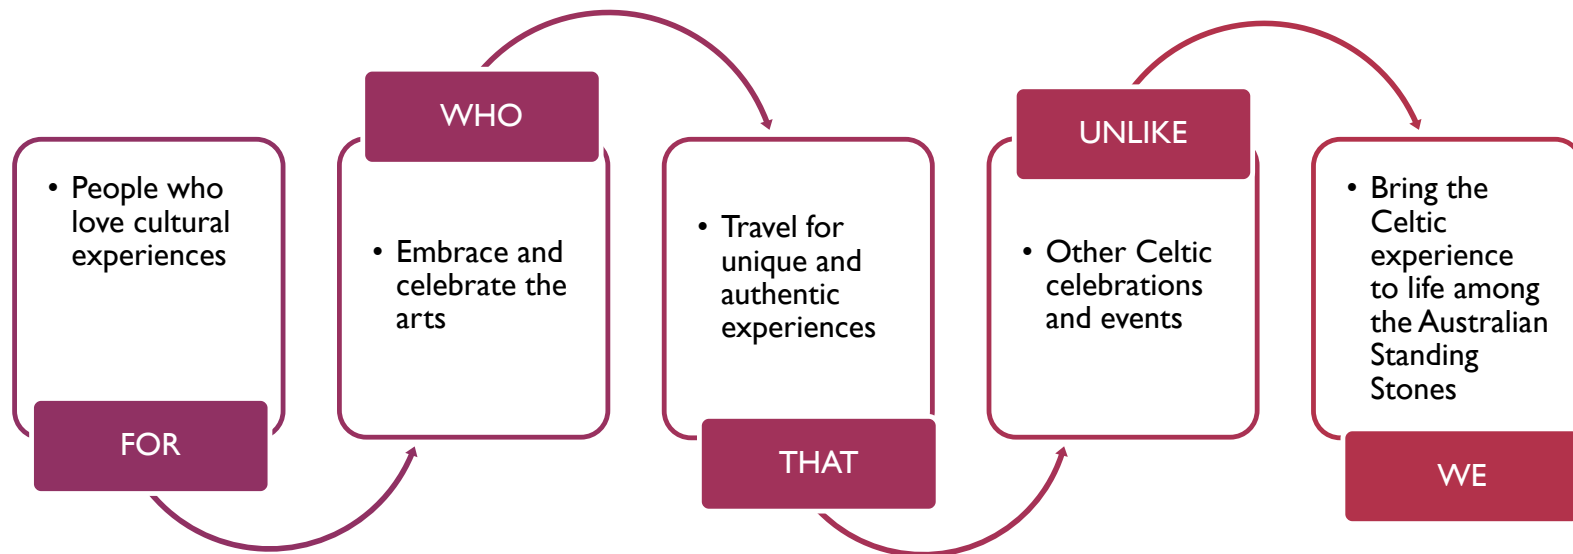 • People who
love cultural
experiences
FOR
WHO
• Embrace and
celebrate the
arts
• Travel for
unique and
authentic
experiences
THAT
UNLIKE
• Other Celtic
celebrations
and events
• Bring the
Celtic
experience
to life among
the Australian
Standing
Stones
WE